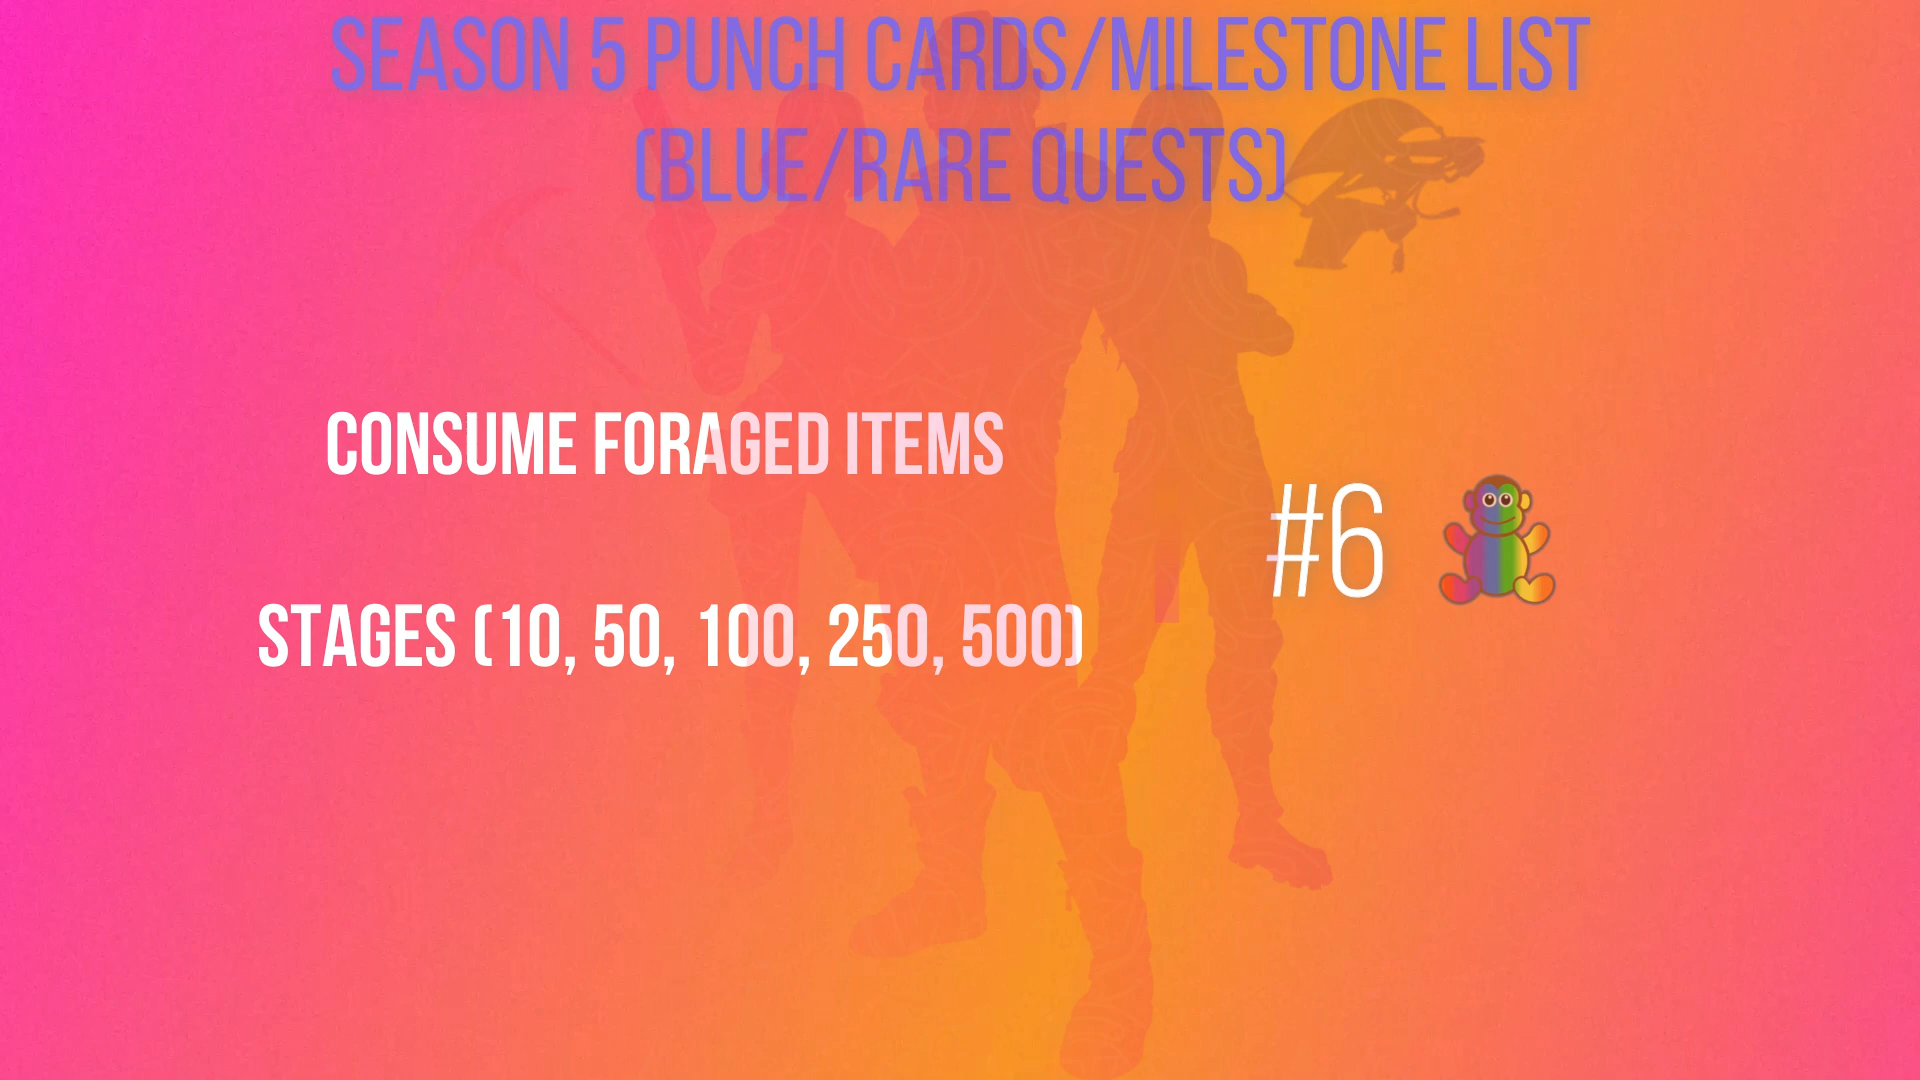 SEASON 5 PUNCH CARDS/MILESTONE LIST
(BLUE/RARE QUESTS)
CONSUME FORAGED ITEMS
#6
STAGES (10, 50, 100, 250, 500)